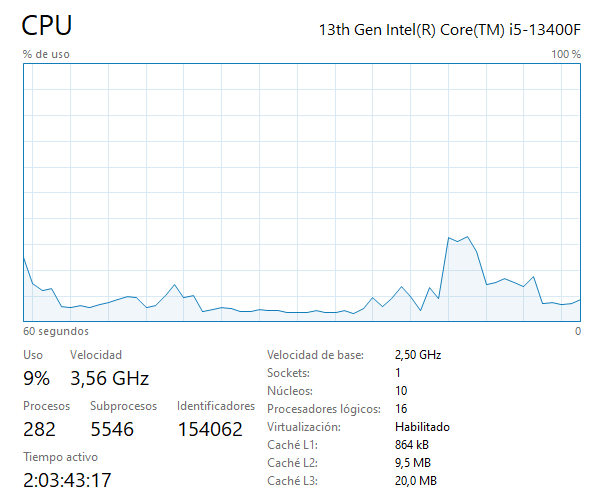 CPU 13th Gen Intel(R) Core(TM) i5-13400F
% de uso 100 %
60 segundos 0
Uso Velocidad
9% 3,56 GHz
Procesos Subprocesos Identificadores
282 5546 154062
Tiempo activo
2:03:43:17
Velocidad de base: 2,50 GHz
Sockets: 1
Núcleos: 10
Procesadores lógicos: 16
Virtualización: Habilitado
Caché L1: 864 kB
Caché L2: 9,5 MB
Caché L3: 20,0 MB